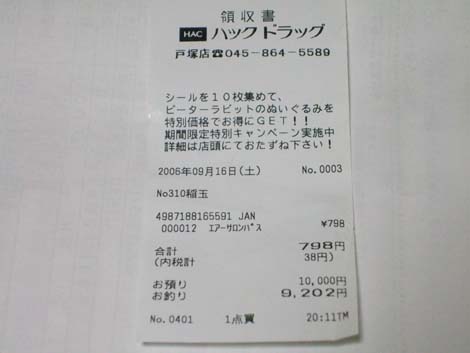 領収書
HAC ハックドラッグ
戸塚店☎045-864-5589
シールを10枚集めて、
ピーターラビットのぬいぐるみを
特別価格でお得にGET!!
期間限定特別キャンペーン実施中
詳細は店頭にておたずね下さい!
2006年09月16日(土) No.0003
No310稲玉
4987188165591 JAN ¥798
000012 エアーサロンパス
合計 798円
(内税計 38円)
お預り 10,000円
お釣り 9,202円
No.0401 1点買 20:11TM